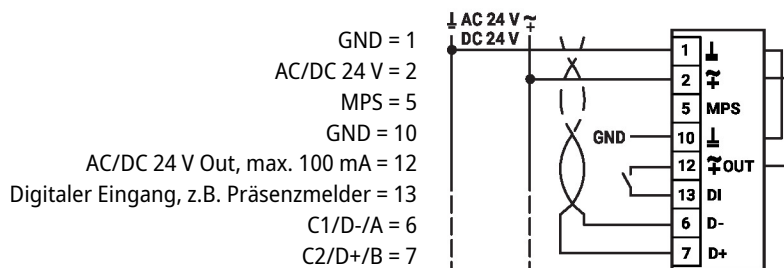 GND = 1
AC/DC 24 V = 2
MPS = 5
GND = 10
AC/DC 24 V Out, max. 100 mA = 12
Digitaler Eingang, z.B. Präsenzmelder = 13
C1/D-/A = 6
C2/D+/B = 7
AC 24 V
DC 24 V
GND
1
2
5 MPS
10
12 OUT
13 DI
6 D-
7 D+